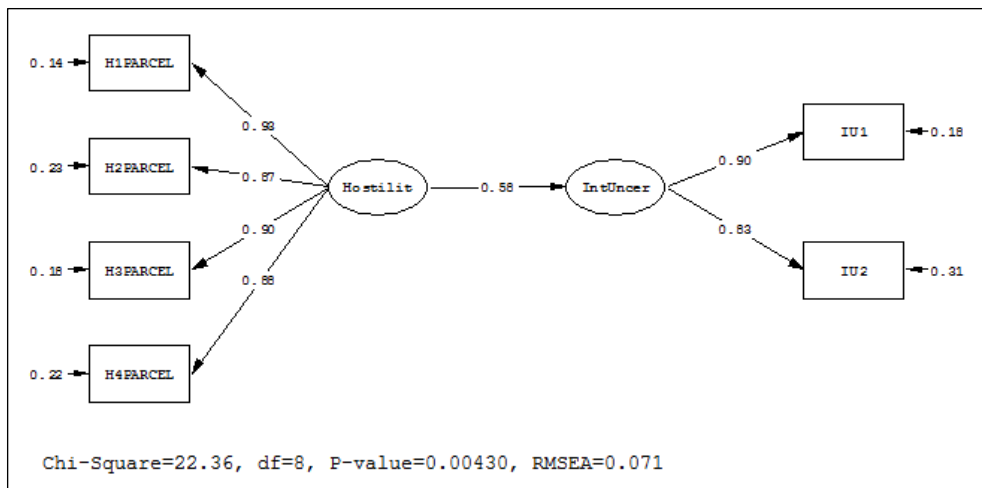 0.14
H1PARCEL
0.93
0.23
H2PARCEL
0.87
0.18
H3PARCEL
0.90
0.22
H4PARCEL
0.88
Hostilit
0.58
IntUncer
0.90
IU1
0.18
0.83
IU2
0.31
Chi-Square=22.36, df=8, P-value=0.00430, RMSEA=0.071